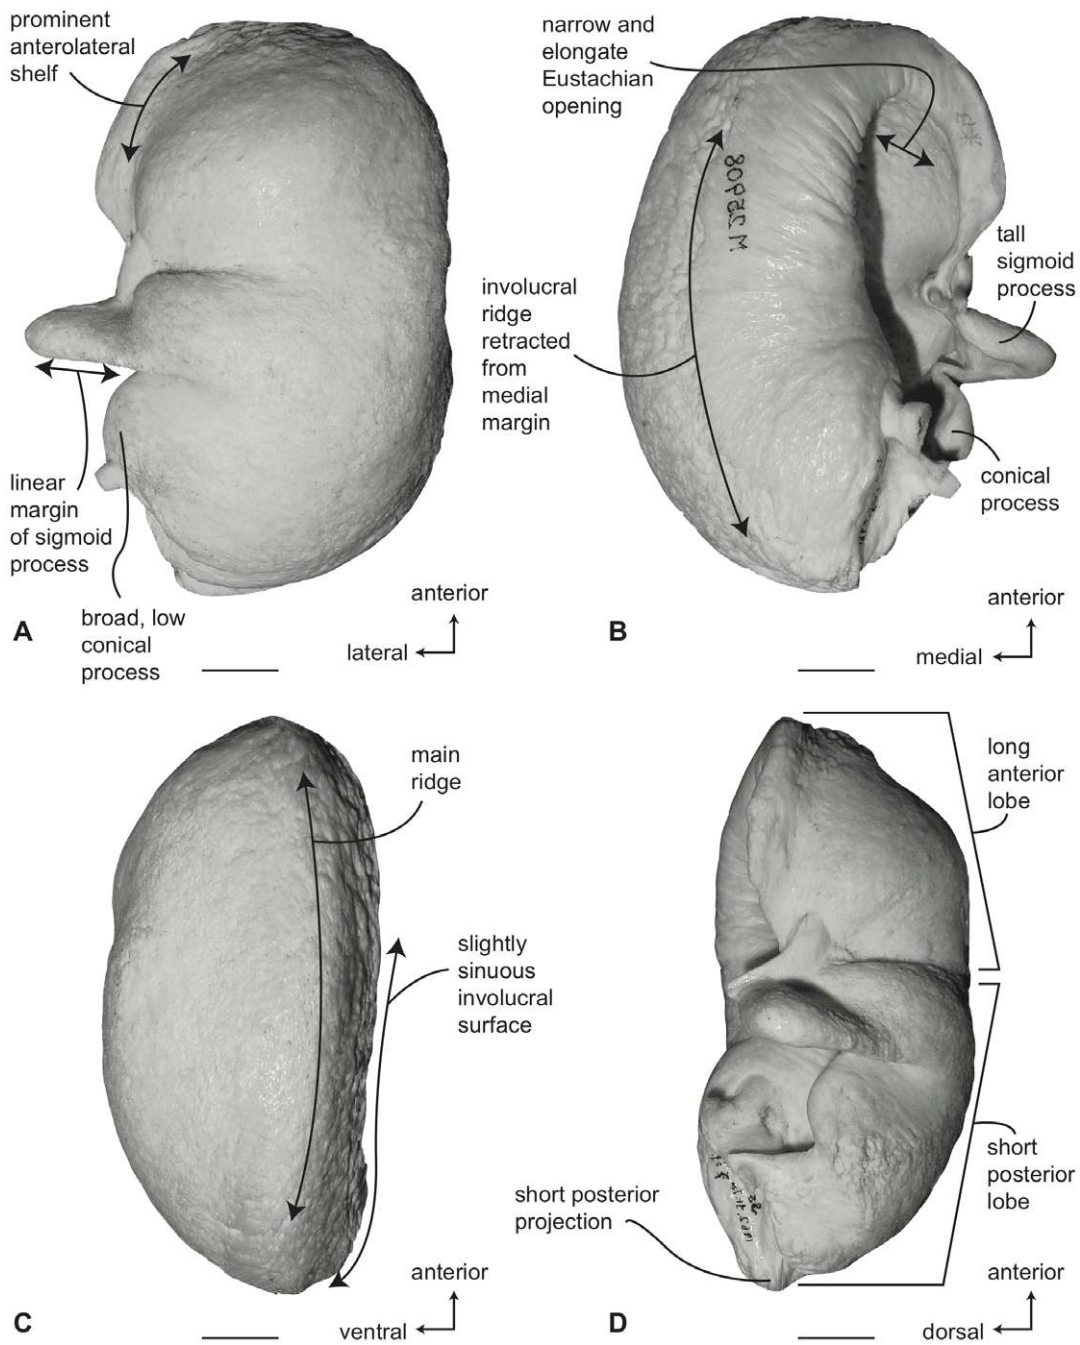 prominent
anterolateral
shelf
narrow and
elongate
Eustachian
opening
tall
sigmoid
process
involucral
ridge
retracted
from
medial
margin
linear
margin
of sigmoid
process
conical
process
broad, low
conical
process
anterior
lateral
A
anterior
medial
B
M 25908
main
ridge
slightly
sinuous
involucral
surface
long
anterior
lobe
short
posterior
lobe
short posterior
projection
anterior
ventral
C
anterior
dorsal
D